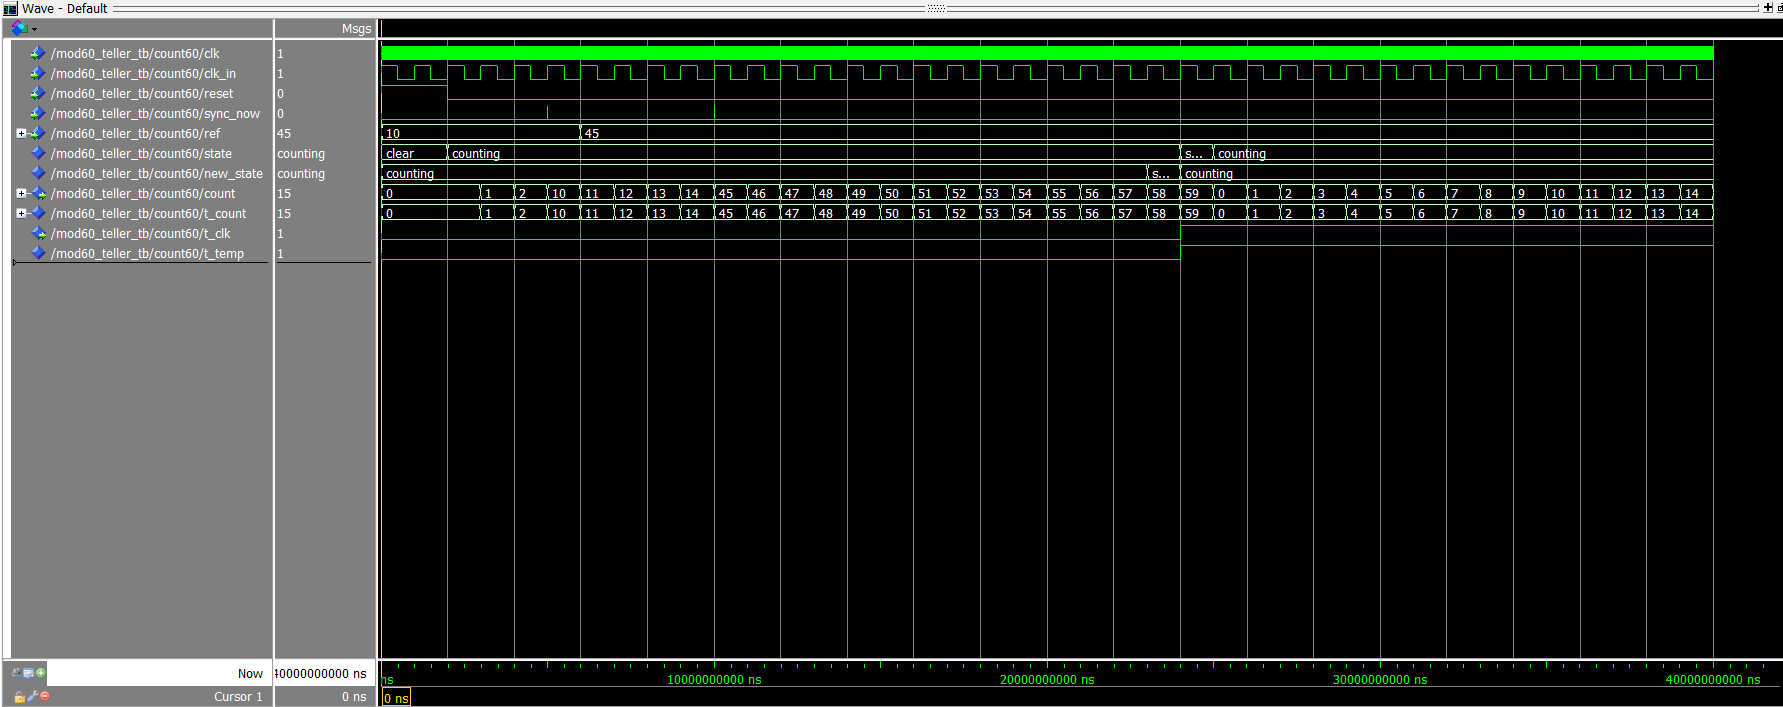 Wave - Default
Msgs
/mod60_teller_tb/count60/clk 1
/mod60_teller_tb/count60/clk_in 1
/mod60_teller_tb/count60/reset 0
/mod60_teller_tb/count60/sync_now 0
/mod60_teller_tb/count60/ref 45 10 45
/mod60_teller_tb/count60/state counting clear counting s... counting
/mod60_teller_tb/count60/new_state counting counting s... counting
/mod60_teller_tb/count60/count 15 0 1 2 10 11 12 13 14 45 46 47 48 49 50 51 52 53 54 55 56 57 58 59 0 1 2 3 4 5 6 7 8 9 10 11 12 13 14
/mod60_teller_tb/count60/t_count 15 0 1 2 10 11 12 13 14 45 46 47 48 49 50 51 52 53 54 55 56 57 58 59 0 1 2 3 4 5 6 7 8 9 10 11 12 13 14
/mod60_teller_tb/count60/t_clk 1
/mod60_teller_tb/count60/t_temp 1
Now 40000000000 ns ns 10000000000 ns 20000000000 ns 30000000000 ns 40000000000 ns
Cursor 1 0 ns 0 ns